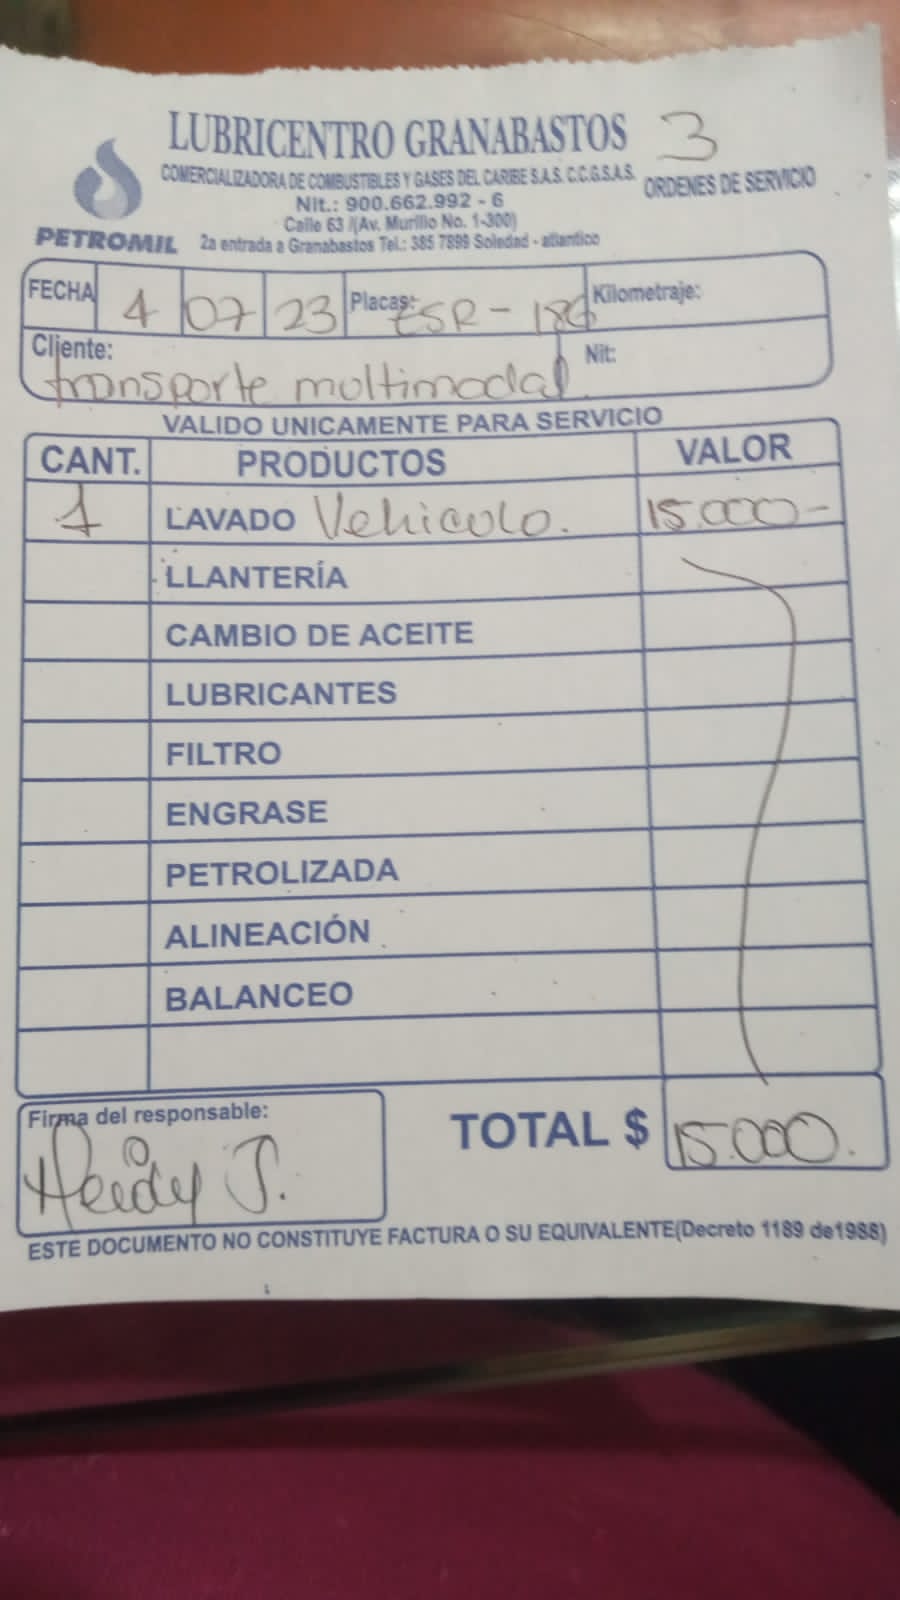 LUBRICENTRO GRANABASTOS 3
COMERCIALIZADORA DE COMBUSTIBLES Y GASES DEL CARIBE S.A.S. C.C.G.S.A.S.
ORDENES DE SERVICIO
Nit.: 900.662.992 - 6
Calle 63 /(Av. Murillo No. 1-300)
PETROMIL 2a entrada a Granabastos Tel.: 385 7899 Soledad - atlantico
FECHA 4 07 23 Placas: ESR - 186 Kilometraje:
Cliente: transporte multimodal. Nit:
VALIDO UNICAMENTE PARA SERVICIO
CANT. PRODUCTOS VALOR
1 LAVADO Vehiculo. 15.000-
LLANTERÍA
CAMBIO DE ACEITE
LUBRICANTES
FILTRO
ENGRASE
PETROLIZADA
ALINEACIÓN
BALANCEO
Firma del responsable:
Heidy J.
TOTAL $ 15.000.
ESTE DOCUMENTO NO CONSTITUYE FACTURA O SU EQUIVALENTE(Decreto 1189 de1988)